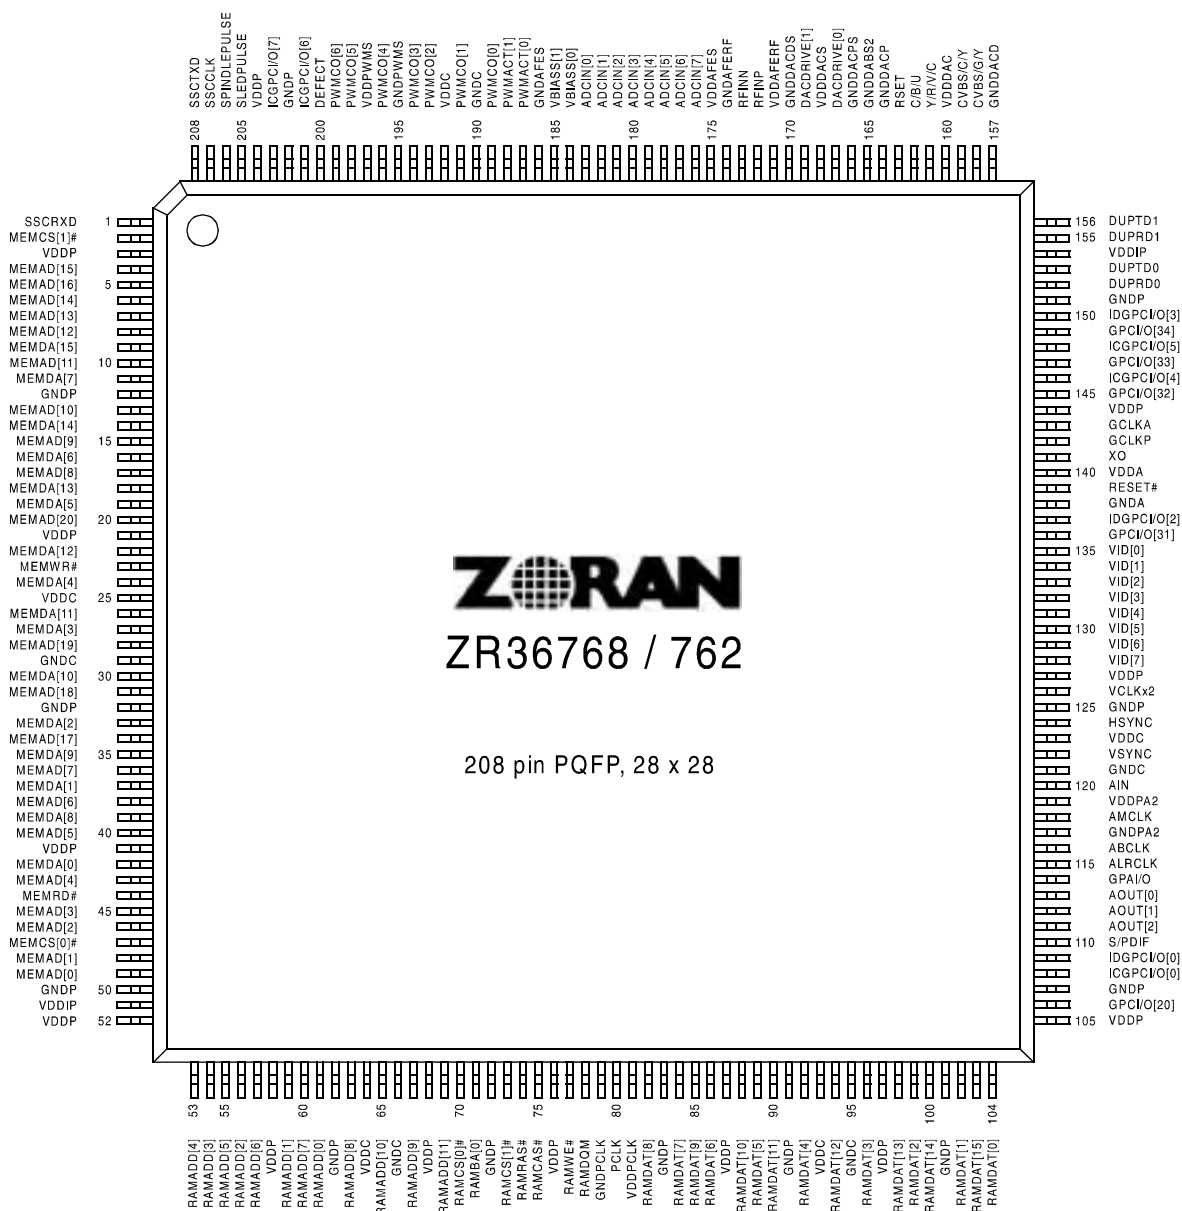 SSCTXD
SSCCLK
SPINDLEPULSE
SLEDPULSE
VDDP
ICGPCI/O[7]
GNDP
ICGPCI/O[6]
DEFECT
PWMCO[6]
PWMCO[5]
VDDPWMS
PWMCO[4]
GNDPWMS
PWMCO[3]
PWMCO[2]
VDDC
PWMCO[1]
GNDC
PWMCO[0]
PWMACT[1]
PWMACT[0]
GNDAFES
VBIASS[1]
VBIASS[0]
ADCIN[0]
ADCIN[1]
ADCIN[2]
ADCIN[3]
ADCIN[4]
ADCIN[5]
ADCIN[6]
ADCIN[7]
VDDAFES
GNDAFERF
RFINN
RFINP
VDDAFERF
GNDDACDS
DACDRIVE[1]
VDDDACS
DACDRIVE[0]
GNDDACPS
GNDDABS2
GNDDACP
RSET
C/B/U
Y/R/V/C
VDDDAC
CVBS/C/Y
CVBS/G/Y
GNDDACD
208
205
200
195
190
185
180
175
170
165
160
157
SSCRXD 1
MEMCS[1]#
VDDP
MEMAD[15]
MEMAD[16] 5
MEMAD[14]
MEMAD[13]
MEMAD[12]
MEMDA[15]
MEMAD[11] 10
MEMDA[7]
GNDP
MEMAD[10]
MEMDA[14]
MEMAD[9] 15
MEMDA[6]
MEMAD[8]
MEMDA[13]
MEMDA[5]
MEMAD[20] 20
VDDP
MEMDA[12]
MEMWR#
MEMDA[4]
VDDC 25
MEMDA[11]
MEMDA[3]
MEMAD[19]
GNDC
MEMDA[10] 30
MEMAD[18]
GNDP
MEMDA[2]
MEMAD[17]
MEMDA[9] 35
MEMAD[7]
MEMDA[1]
MEMAD[6]
MEMDA[8]
MEMAD[5] 40
VDDP
MEMDA[0]
MEMAD[4]
MEMRD#
MEMAD[3] 45
MEMAD[2]
MEMCS[0]#
MEMAD[1]
MEMAD[0]
GNDP 50
VDDIP
VDDP 52
ZORAN
ZR36768 / 762
208 pin PQFP, 28 x 28
156 DUPTD1
155 DUPRD1
VDDIP
DUPTD0
DUPRD0
GNDP
150 IDGPCI/O[3]
GPCI/O[34]
ICGPCI/O[5]
GPCI/O[33]
ICGPCI/O[4]
145 GPCI/O[32]
VDDP
GCLKA
GCLKP
XO
140 VDDA
RESET#
GNDA
IDGPCI/O[2]
GPCI/O[31]
135 VID[0]
VID[1]
VID[2]
VID[3]
VID[4]
130 VID[5]
VID[6]
VID[7]
VDDP
VCLKx2
125 GNDP
HSYNC
VDDC
VSYNC
GNDC
120 AIN
VDDPA2
AMCLK
GNDPA2
ABCLK
115 ALRCLK
GPAI/O
AOUT[0]
AOUT[1]
AOUT[2]
110 S/PDIF
IDGPCI/O[0]
ICGPCI/O[0]
GNDP
GPCI/O[20]
105 VDDP
53
55
60
65
70
75
80
85
90
95
100
104
RAMADD[4]
RAMADD[3]
RAMADD[5]
RAMADD[2]
RAMADD[6]
VDDP
RAMADD[1]
RAMADD[7]
RAMADD[0]
GNDP
RAMADD[8]
VDDC
RAMADD[10]
GNDC
RAMADD[9]
VDDP
RAMADD[11]
RAMCS[0]#
RAMBA[0]
GNDP
RAMCS[1]#
RAMRAS#
RAMCAS#
VDDP
RAMWE#
RAMDQM
GNDPCLK
PCLK
VDDPCLK
RAMDAT[8]
GNDP
RAMDAT[7]
RAMDAT[9]
RAMDAT[6]
VDDP
RAMDAT[10]
RAMDAT[5]
RAMDAT[11]
GNDP
RAMDAT[4]
VDDC
RAMDAT[12]
GNDC
RAMDAT[3]
VDDP
RAMDAT[13]
RAMDAT[2]
RAMDAT[14]
GNDP
RAMDAT[1]
RAMDAT[15]
RAMDAT[0]